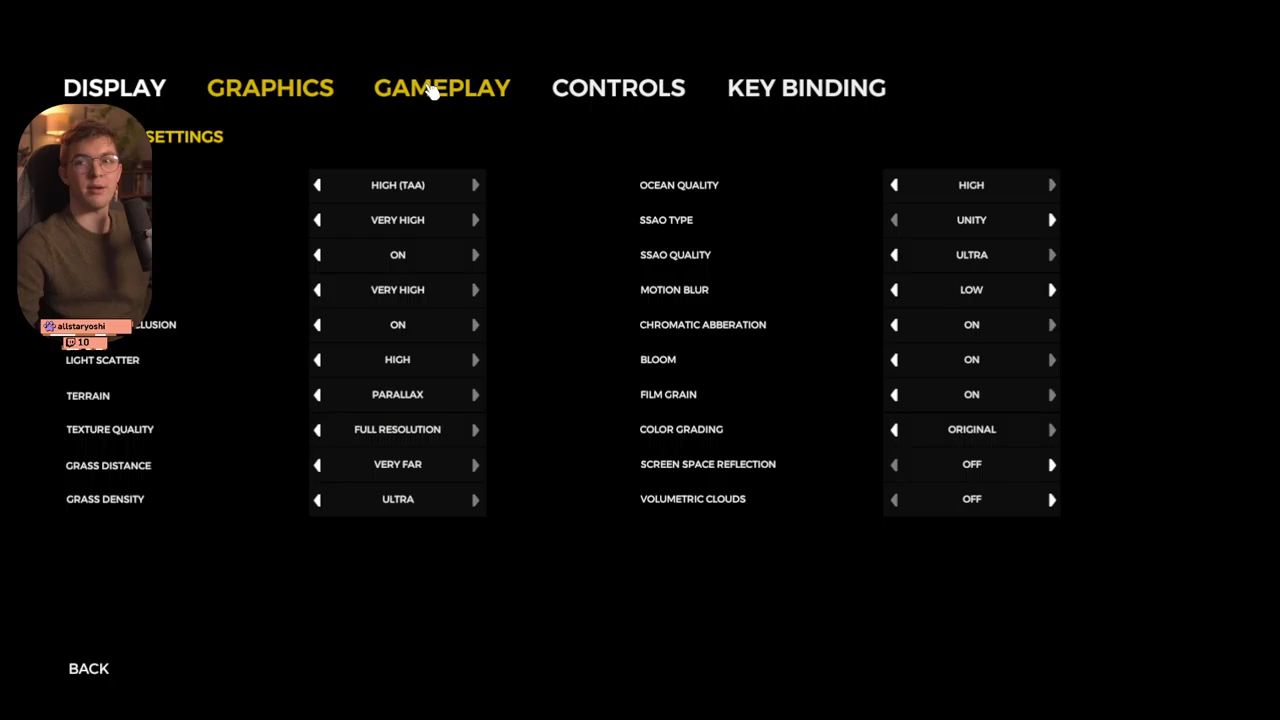 DISPLAY GRAPHICS GAMEPLAY CONTROLS KEY BINDING
SETTINGS
HIGH (TAA) OCEAN QUALITY HIGH
VERY HIGH SSAO TYPE UNITY
ON SSAO QUALITY ULTRA
VERY HIGH MOTION BLUR LOW
LUSION ON CHROMATIC ABBERATION ON
allstaryoshi
10
LIGHT SCATTER HIGH BLOOM ON
TERRAIN PARALLAX FILM GRAIN ON
TEXTURE QUALITY FULL RESOLUTION COLOR GRADING ORIGINAL
GRASS DISTANCE VERY FAR SCREEN SPACE REFLECTION OFF
GRASS DENSITY ULTRA VOLUMETRIC CLOUDS OFF
BACK